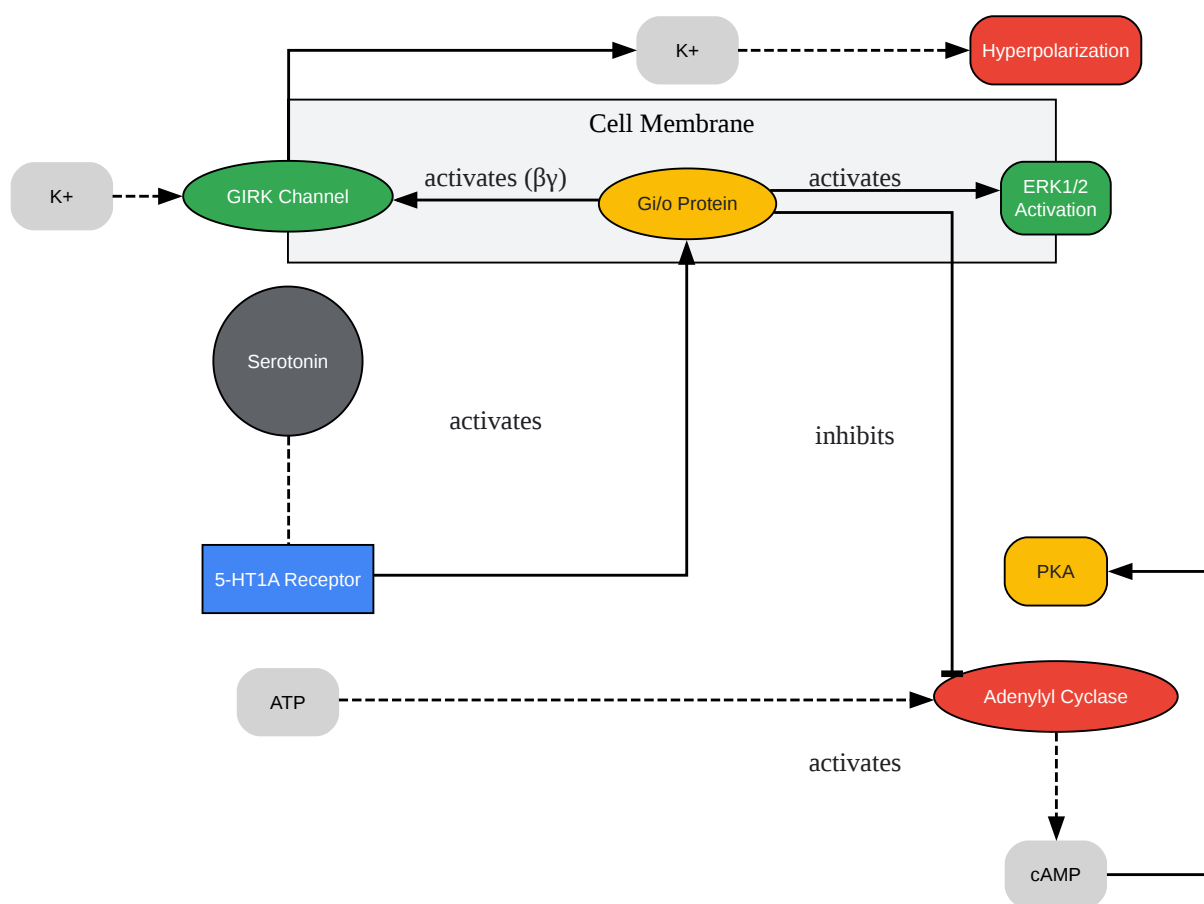 K+
Hyperpolarization
Cell Membrane
K+
GIRK Channel
activates (βγ)
Gi/o Protein
activates
ERK1/2
Activation
Serotonin
activates
inhibits
5-HT1A Receptor
PKA
ATP
Adenylyl Cyclase
activates
cAMP